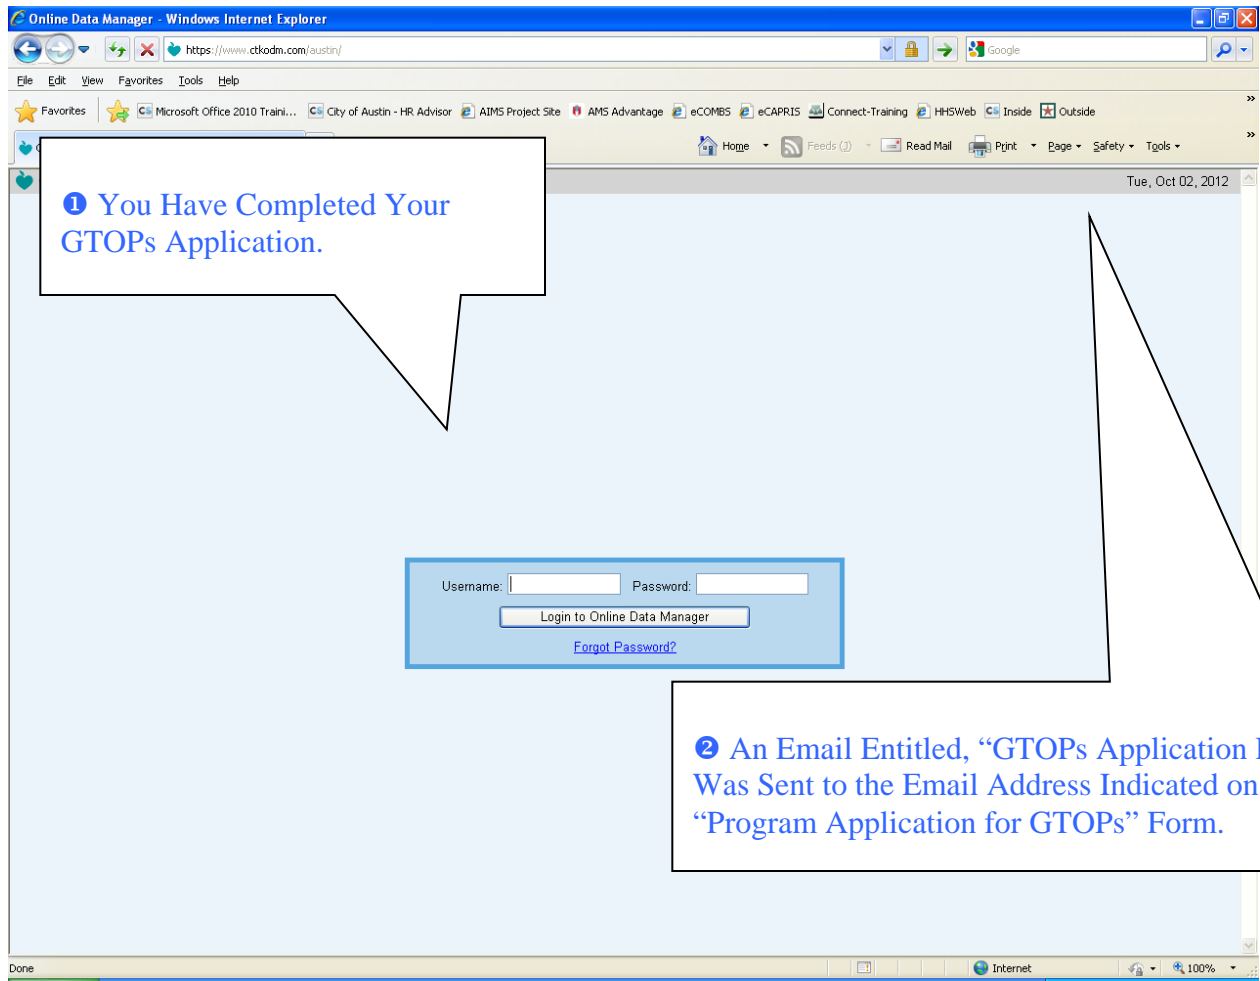 Online Data Manager - Windows Internet Explorer
https://www.ctkodm.com/austin/
Google
File Edit View Favorites Tools Help
Favorites Microsoft Office 2010 Traini... City of Austin - HR Advisor AIMS Project Site AMS Advantage eCOMBS eCAPRIS Connect-Training HHSWeb Inside Outside »
Home Feeds (J) Read Mail Print Page Safety Tools »
Tue, Oct 02, 2012
❶ You Have Completed Your
GTOPs Application.
Username: Password:
Login to Online Data Manager
Forgot Password?
❷ An Email Entitled, “GTOPs Application
Was Sent to the Email Address Indicated on
“Program Application for GTOPs” Form.
Done Internet 100%